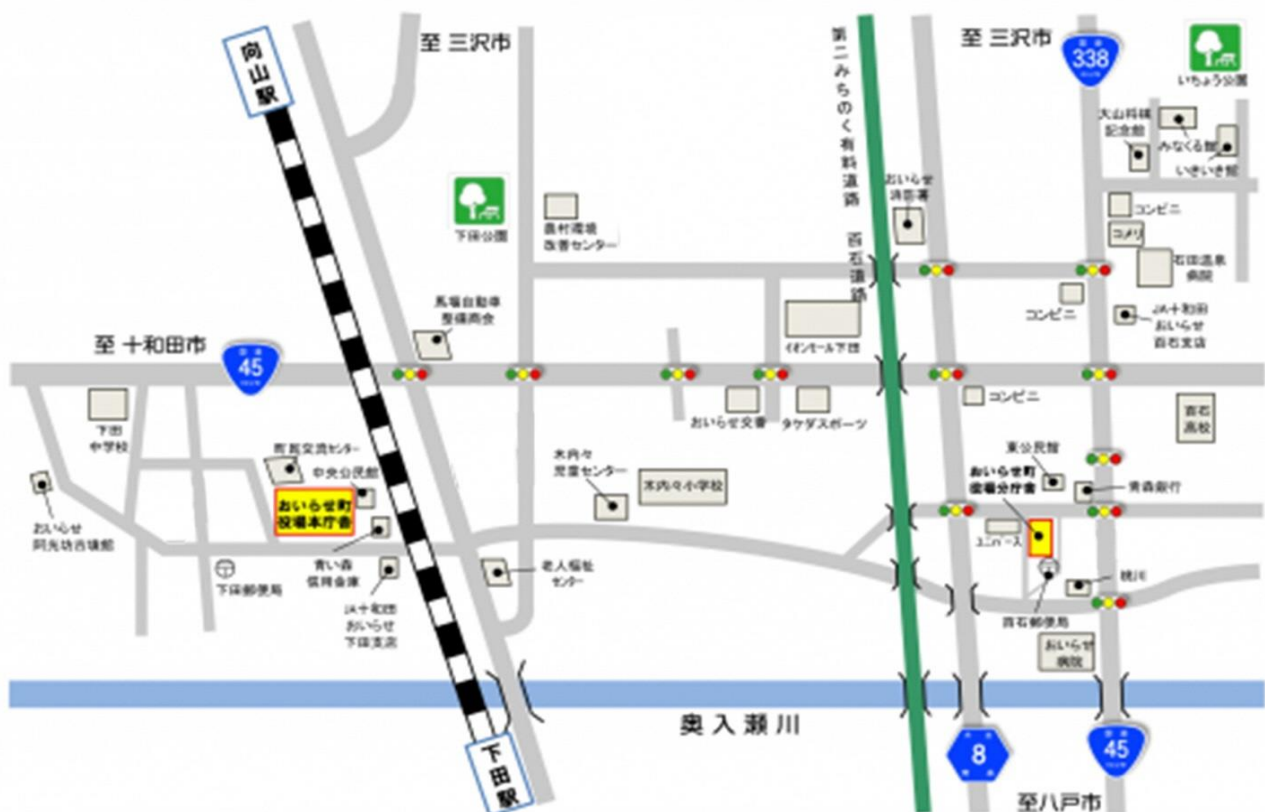 向山駅
至 三沢市
第二みちのく有料道路
百石道路
至 三沢市
338
いちょう公園
大山将棋
記念館
みなくる館
いきいき館
おいらせ
消防署
下田公園
農村環境
改善センター
コンビニ
コメリ
石田温泉
病院
コンビニ
JA十和田
おいらせ
百石支店
馬場自動車
整備商会
至 十和田市
45
イオンモール下田
下田
中学校
おいらせ交番
タケダスポーツ
コンビニ
百石
高校
町民交流センター
中央公民館
おいらせ町
役場本庁舎
木内々
児童センター
木内々小学校
東公民館
おいらせ町
役場分庁舎
青森銀行
ユニバース
おいらせ
阿光坊古墳館
下田郵便局
青い森
信用金庫
JA十和田
おいらせ
下田支店
老人福祉
センター
桃川
百石郵便局
おいらせ
病院
奥入瀬川
下田駅
8
45
至八戸市